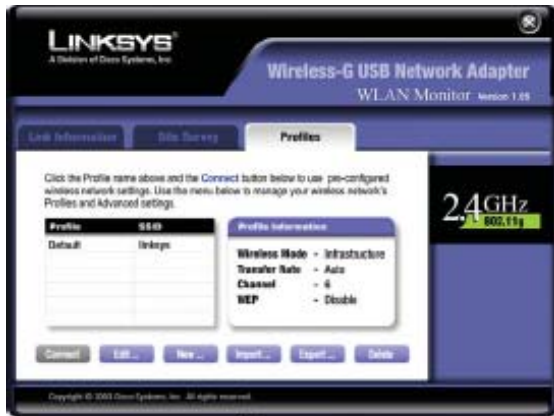 LINKSYS®
A Division of Cisco Systems, Inc.
Wireless-G USB Network Adapter
WLAN Monitor Version 1.05
Link Information Site Survey Profiles
Click the Profile name above and the Connect button below to use pre-configured
wireless network settings. Use the menu below to manage your wireless network's
Profiles and Advanced settings.
Profile SSID
Default linksys
Profile Information
Wireless Mode - Infrastructure
Transfer Rate - Auto
Channel - 6
WEP - Disable
2.4GHz
802.11g
Connect Edit... New ... Import... Export... Delete
Copyright © 2003 Cisco Systems, Inc. All rights reserved.